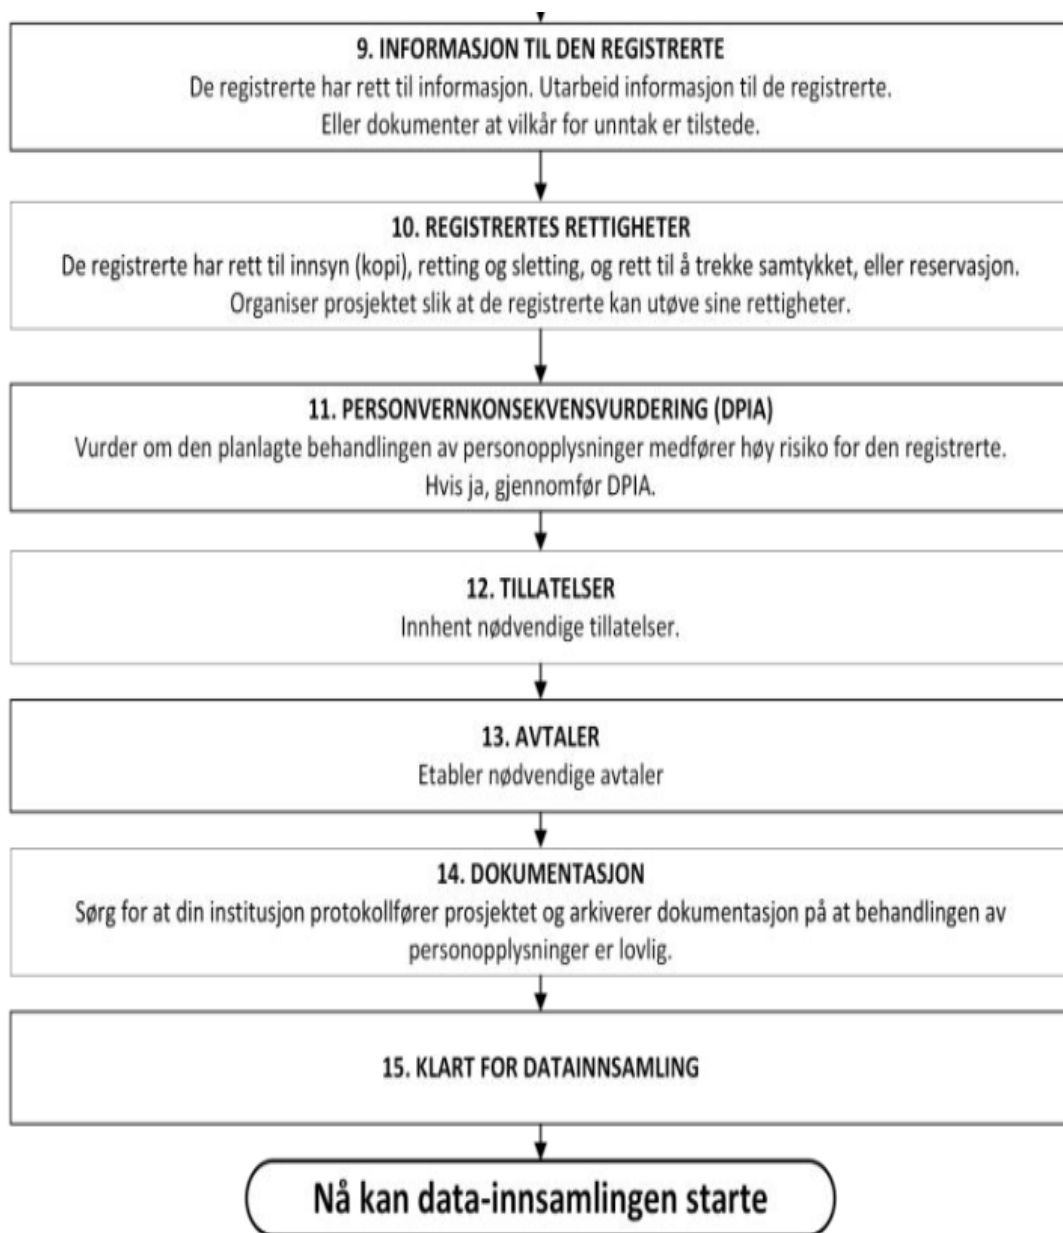 9. INFORMASJON TIL DEN REGISTRERTE
De registrerte har rett til informasjon. Utarbeid informasjon til de registrerte.
Eller dokumenter at vilkår for unntak er tilstede.
10. REGISTRERTES RETTIGHETER
De registrerte har rett til innsyn (kopi), retting og sletting, og rett til å trekke samtykket, eller reservasjon.
Organiser prosjektet slik at de registrerte kan utøve sine rettigheter.
11. PERSONVERNKONSEKVENSVURDERING (DPIA)
Vurder om den planlagte behandlingen av personopplysninger medfører høy risiko for den registrerte.
Hvis ja, gjennomfør DPIA.
12. TILLATELSER
Innhent nødvendige tillatelser.
13. AVTALER
Etabler nødvendige avtaler
14. DOKUMENTASJON
Sørg for at din institusjon protokollfører prosjektet og arkiverer dokumentasjon på at behandlingen av
personopplysninger er lovlig.
15. KLART FOR DATAINNSAMLING
Nå kan data-innsamlingen starte